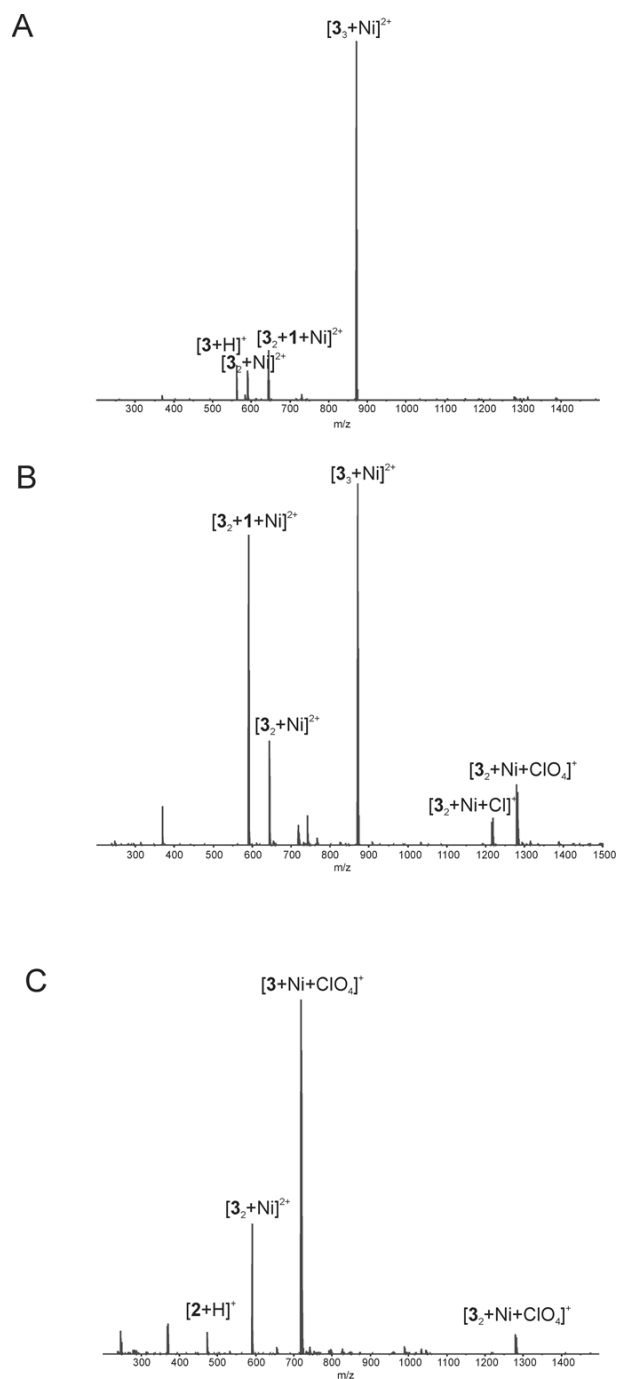 A
[3₃+Ni]²⁺
[3₂+1+Ni]²⁺
[3+H]⁺
[3₂+Ni]²⁺
300 400 500 600 700 800 900 1000 1100 1200 1300 1400
m/z
B
[3₃+Ni]²⁺
[3₂+1+Ni]²⁺
[3₂+Ni]²⁺
[3₂+Ni+ClO₄]⁺
[3₂+Ni+Cl]⁺
300 400 500 600 700 800 900 1000 1100 1200 1300 1400 1500
m/z
C
[3+Ni+ClO₄]⁺
[3₂+Ni]²⁺
[2+H]⁺
[3₂+Ni+ClO₄]⁺
300 400 500 600 700 800 900 1000 1100 1200 1300 1400
m/z